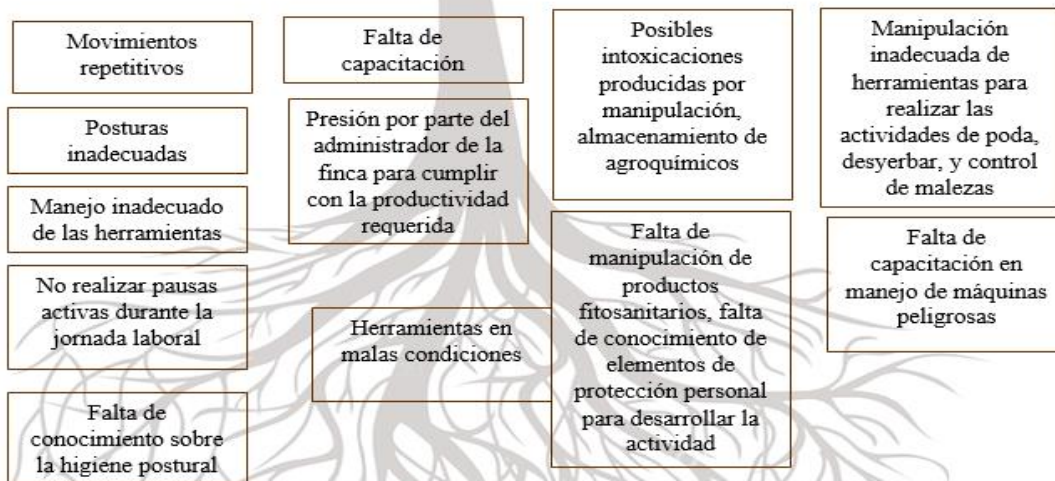 Movimientos
repetitivos
Posturas
inadecuadas
Manejo inadecuado
de las herramientas
No realizar pausas
activas durante la
jornada laboral
Falta de
conocimiento sobre
la higiene postural
Falta de
capacitación
Presión por parte del
administrador de la
finca para cumplir
con la productividad
requerida
Herramientas en
malas condiciones
Posibles
intoxicaciones
producidas por
manipulación,
almacenamiento de
agroquímicos
Falta de
manipulación de
productos
fitosanitarios, falta
de conocimiento de
elementos de
protección personal
para desarrollar la
actividad
Manipulación
inadecuada de
herramientas para
realizar las
actividades de poda,
desyerbar, y control
de malezas
Falta de
capacitación en
manejo de máquinas
peligrosas